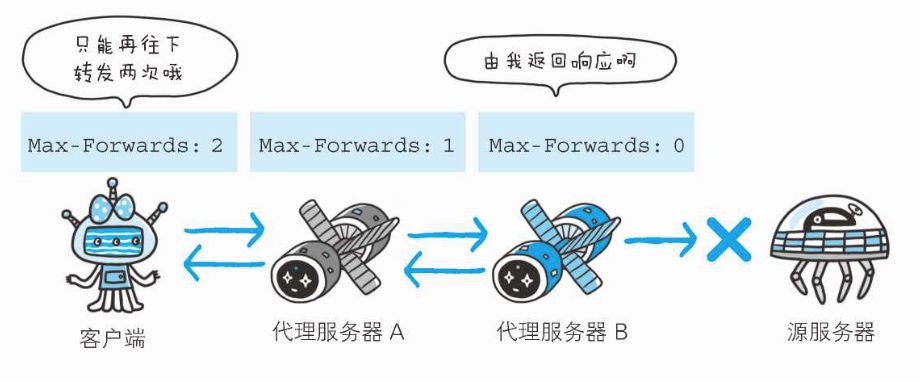 只能再往下
转发两次哦
由我返回响应啊
Max-Forwards: 2
Max-Forwards: 1
Max-Forwards: 0
客户端
代理服务器 A
代理服务器 B
源服务器